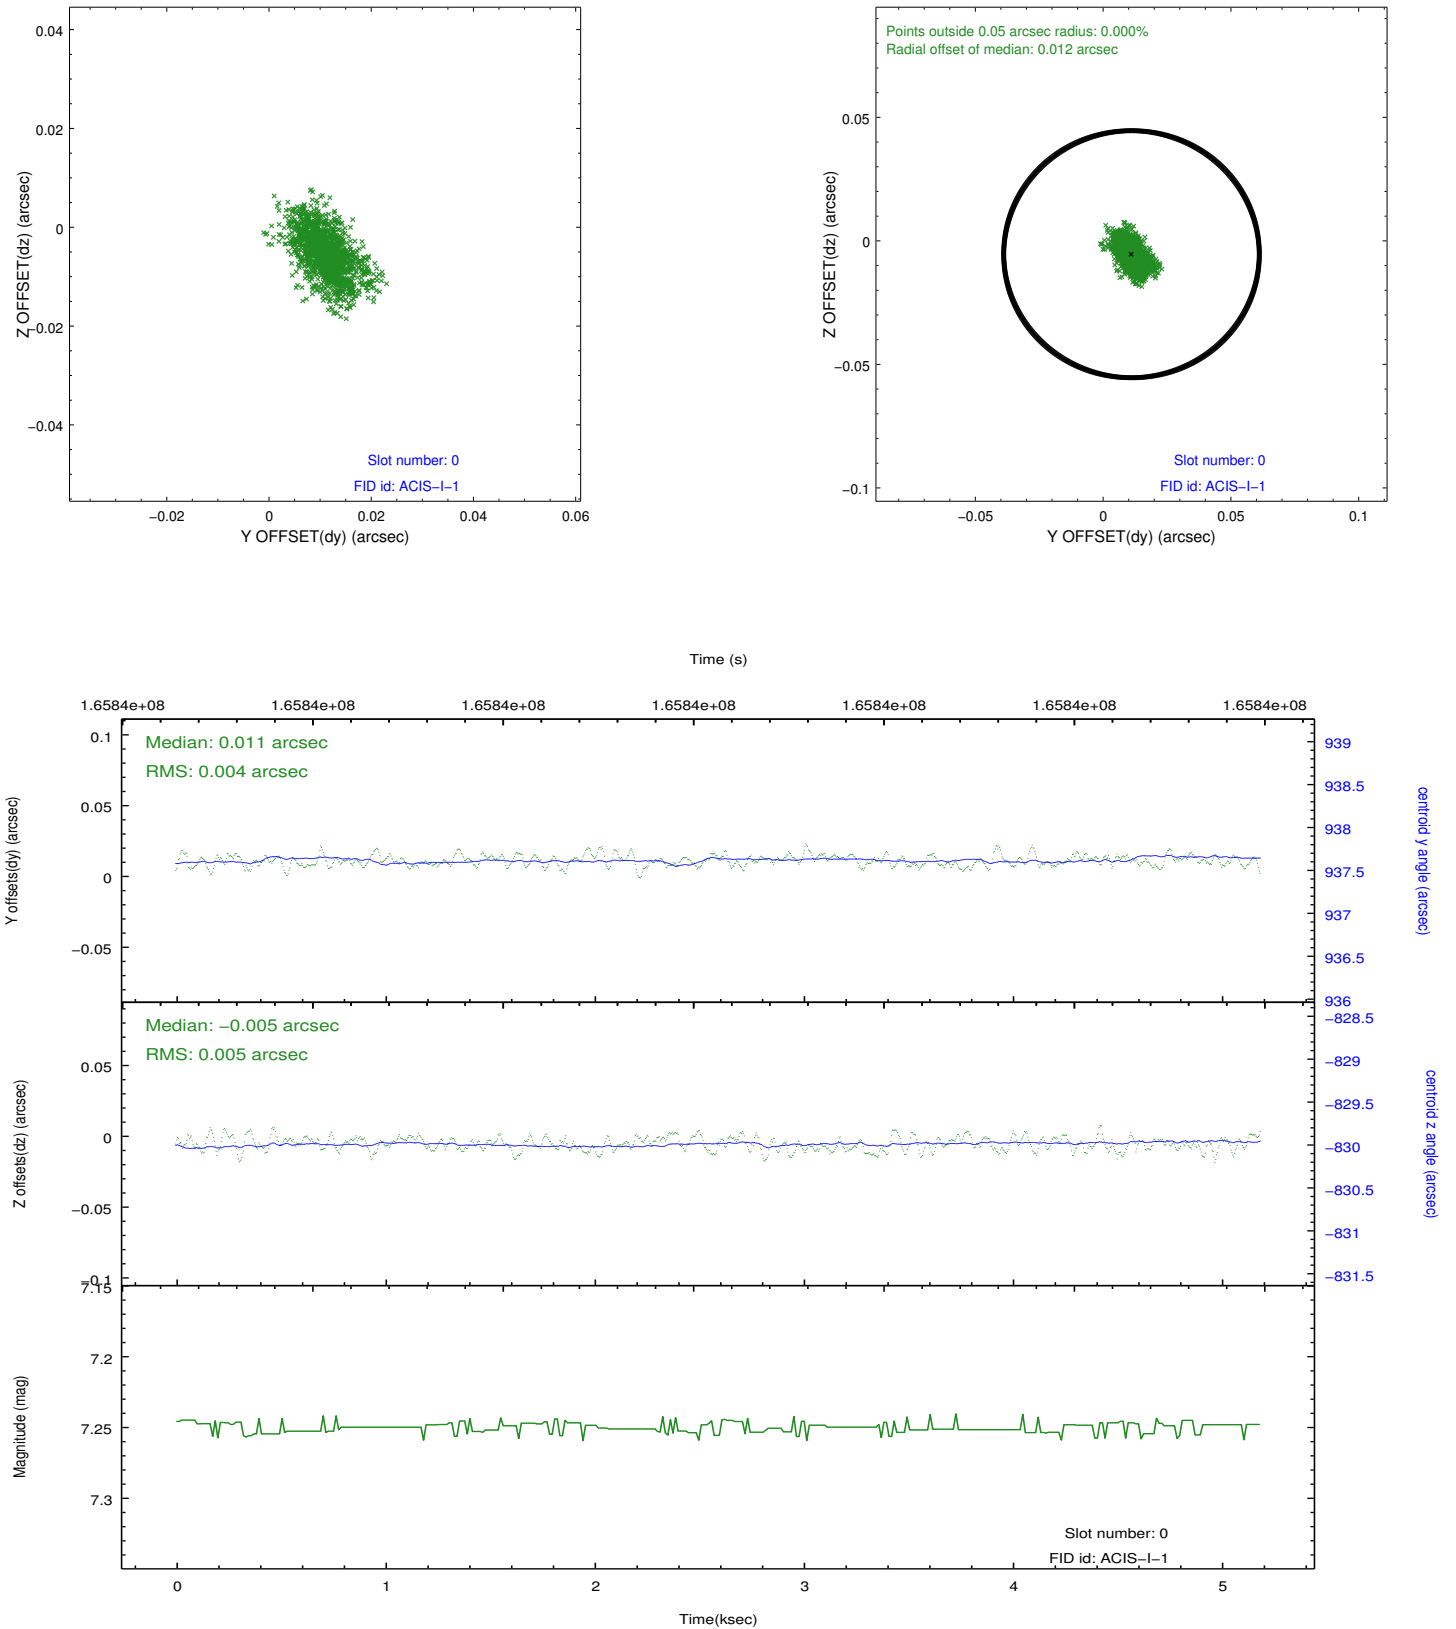 0.04
0.02
0
−0.02
−0.04
Z OFFSET(dz) (arcsec)
Slot number: 0
FID id: ACIS−I−1
−0.02
0
0.02
0.04
0.06
Y OFFSET(dy) (arcsec)
Points outside 0.05 arcsec radius: 0.000%
Radial offset of median: 0.012 arcsec
0.05
0
−0.05
−0.1
Z OFFSET(dz) (arcsec)
Slot number: 0
FID id: ACIS−I−1
−0.05
0
0.05
0.1
Y OFFSET(dy) (arcsec)
Time (s)
1.6584e+08
1.6584e+08
1.6584e+08
1.6584e+08
1.6584e+08
1.6584e+08
1.6584e+08
Median: 0.011 arcsec
RMS: 0.004 arcsec
0.1
0.05
0
−0.05
Y offsets(dy) (arcsec)
939
938.5
938
937.5
937
936.5
936
centroid y angle (arcsec)
Median: −0.005 arcsec
RMS: 0.005 arcsec
0.05
0
−0.05
−0.1
Z offsets(dz) (arcsec)
−828.5
−829
−829.5
−830
−830.5
−831
−831.5
centroid z angle (arcsec)
7.15
7.2
7.25
7.3
Magnitude (mag)
Slot number: 0
FID id: ACIS−I−1
0
1
2
3
4
5
Time(ksec)